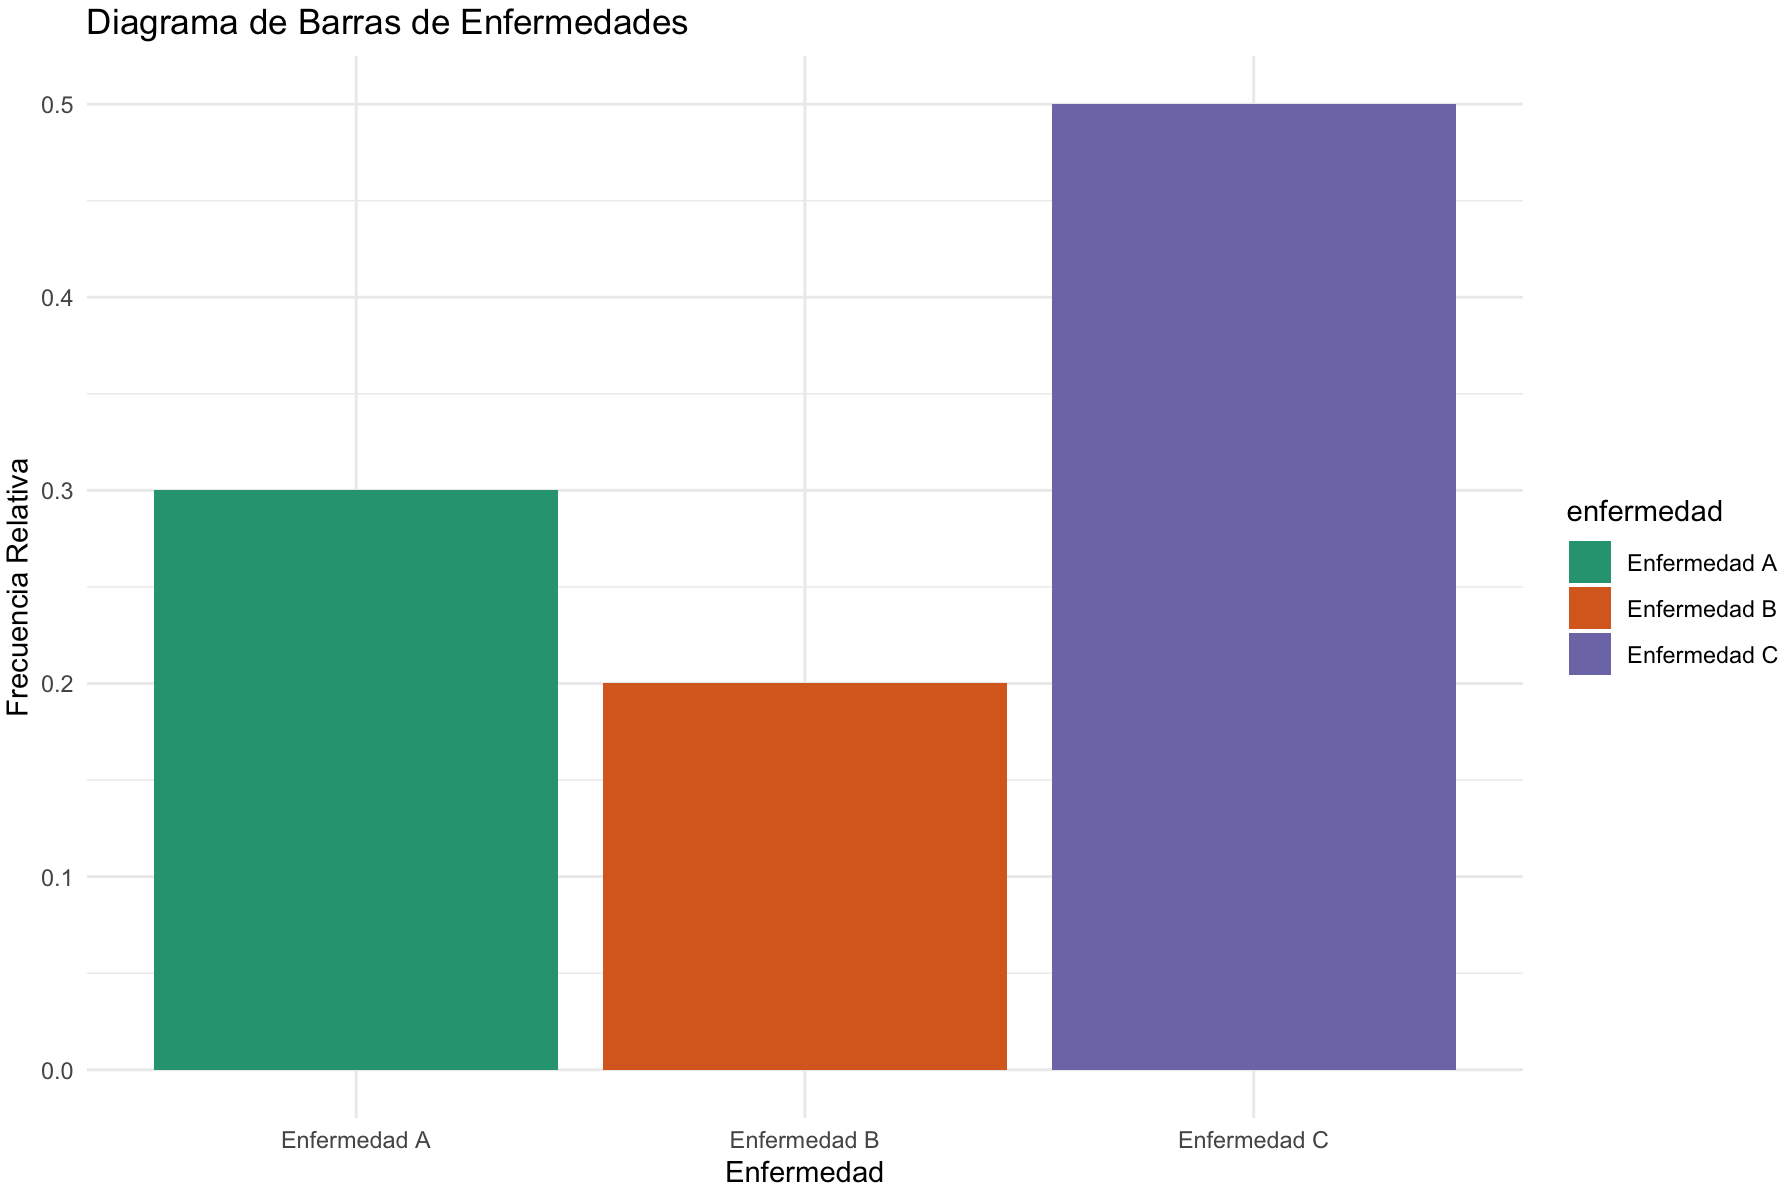 Diagrama de Barras de Enfermedades
Frecuencia Relativa
0.5
0.4
0.3
0.2
0.1
0.0
Enfermedad A
Enfermedad B
Enfermedad C
Enfermedad
enfermedad
Enfermedad A
Enfermedad B
Enfermedad C